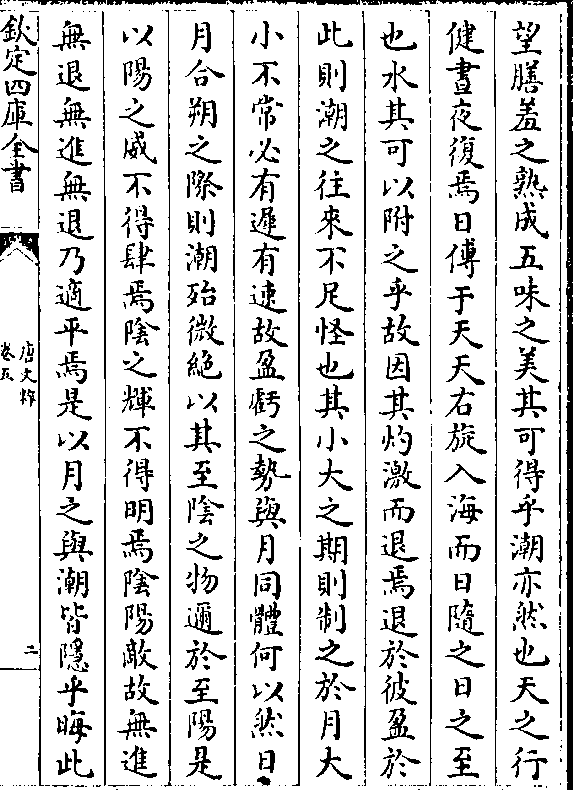 望膳羞之熟成五味之美其可得乎潮亦然也天之行
健晝夜復焉日傅于天天右旋入海而日隨之日之至
也水其可以附之乎故因其灼激而退焉退於彼盈於
此則潮之往來不足怪也其小大之期則制之於月大
小不常必有遲有速故盈虧之勢與月同體何以然日
月合朔之際則潮殆微絕以其至陰之物邇於至陽是
以陽之威不得肆焉陰之輝不得明焉陰陽敵故無進
無退無進無退乃適平焉是以月之與潮皆隱乎晦此
欽定四庫全書
唐文粹
卷五
二